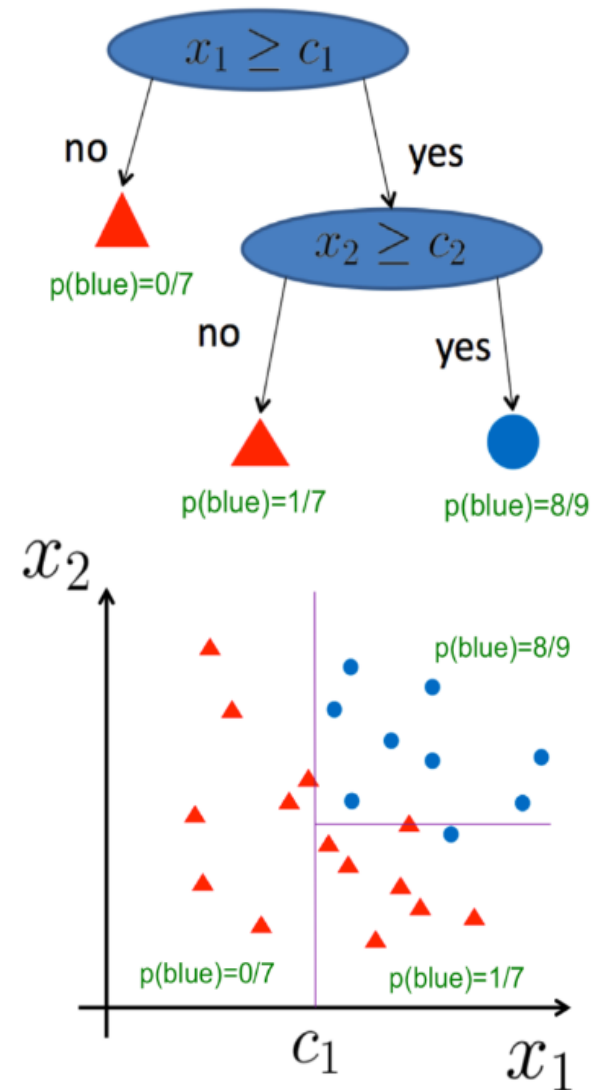 x₁ ≥ c₁
no
yes
p(blue)=0/7
x₂ ≥ c₂
no
yes
p(blue)=1/7
p(blue)=8/9
x₂
p(blue)=8/9
p(blue)=0/7
p(blue)=1/7
c₁
x₁